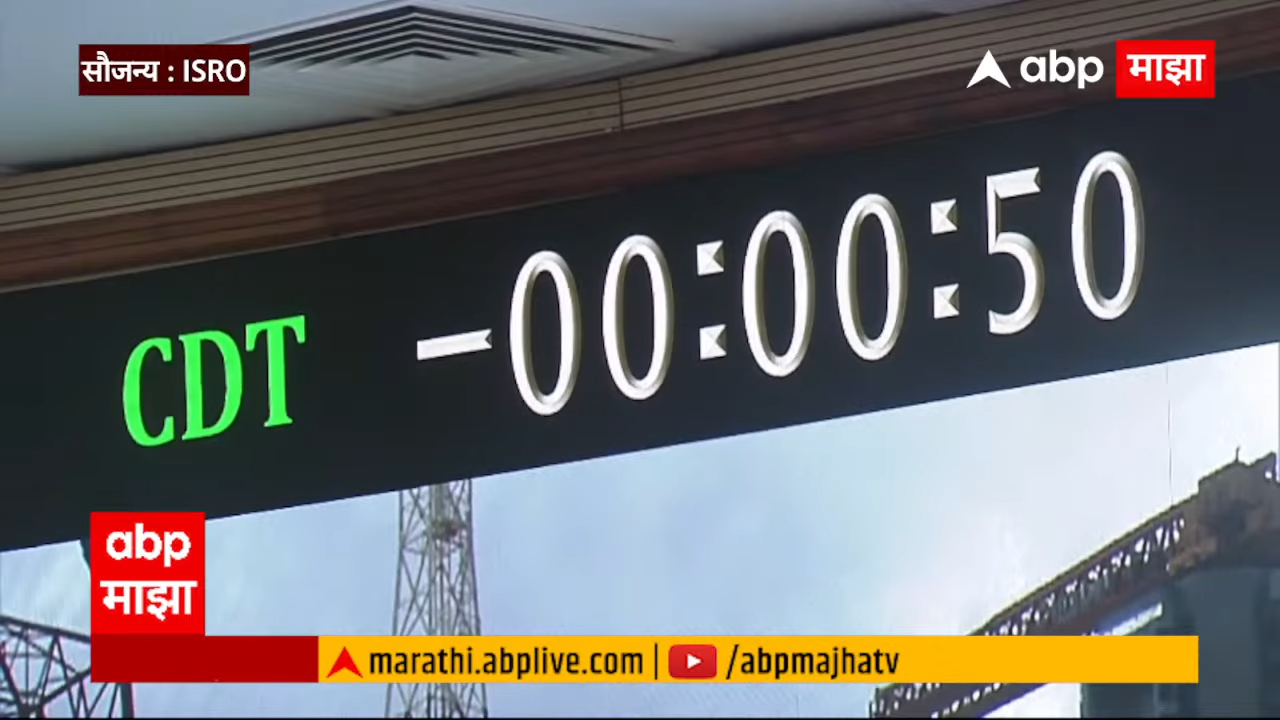 सौजन्य : ISRO
abp माझा
CDT −00:00:50
abp
माझा
marathi.abplive.com | /abpmajhatv